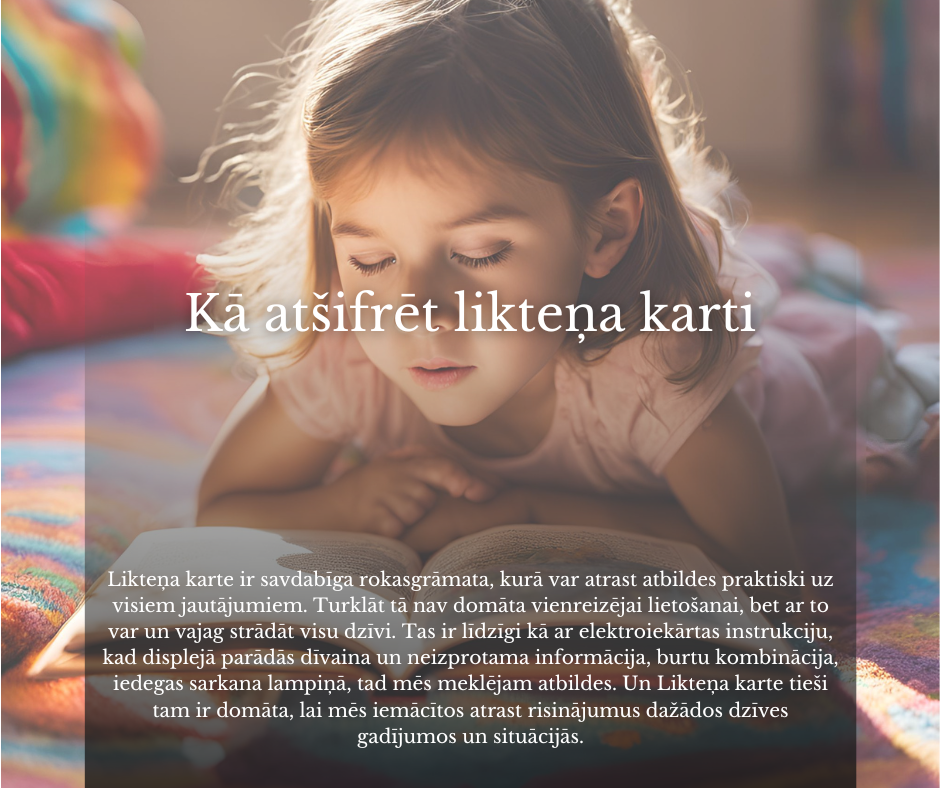 Kā atšifrēt likteņa karti
Likteņa karte ir savdabīga rokasgrāmata, kurā var atrast atbildes praktiski uz
visiem jautājumiem. Turklāt tā nav domāta vienreizējai lietošanai, bet ar to
var un vajag strādāt visu dzīvi. Tas ir līdzīgi kā ar elektroiekārtas instrukciju,
kad displejā parādās dīvaina un neizprotama informācija, burtu kombinācija,
iedegas sarkana lampiņā, tad mēs meklējam atbildes. Un Likteņa karte tieši
tam ir domāta, lai mēs iemācītos atrast risinājumus dažādos dzīves
gadījumos un situācijās.